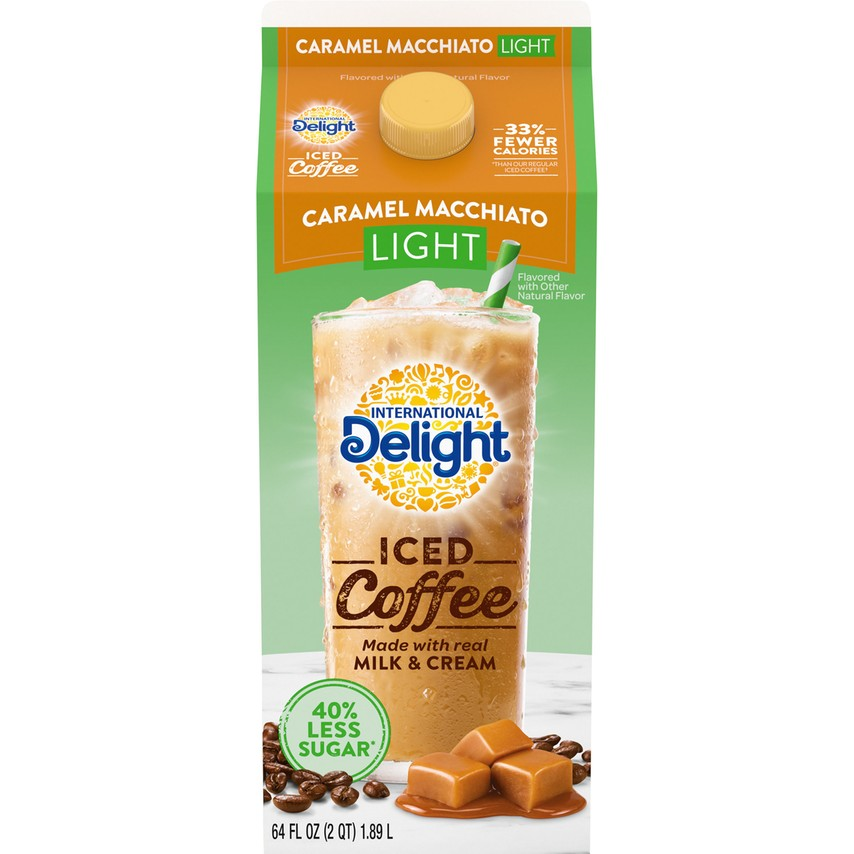 CARAMEL MACCHIATO LIGHT
Flavored with tural Flavor
INTERNATIONAL
Delight
ICED
Coffee
33%
FEWER
CALORIES
*THAN OUR REGULAR
ICED COFFEE†
CARAMEL MACCHIATO
LIGHT
Flavored
with Other
Natural Flavor
INTERNATIONAL
Delight
ICED
Coffee
Made with real
MILK & CREAM
40%
LESS
SUGAR*
64 FL OZ (2 QT) 1.89 L